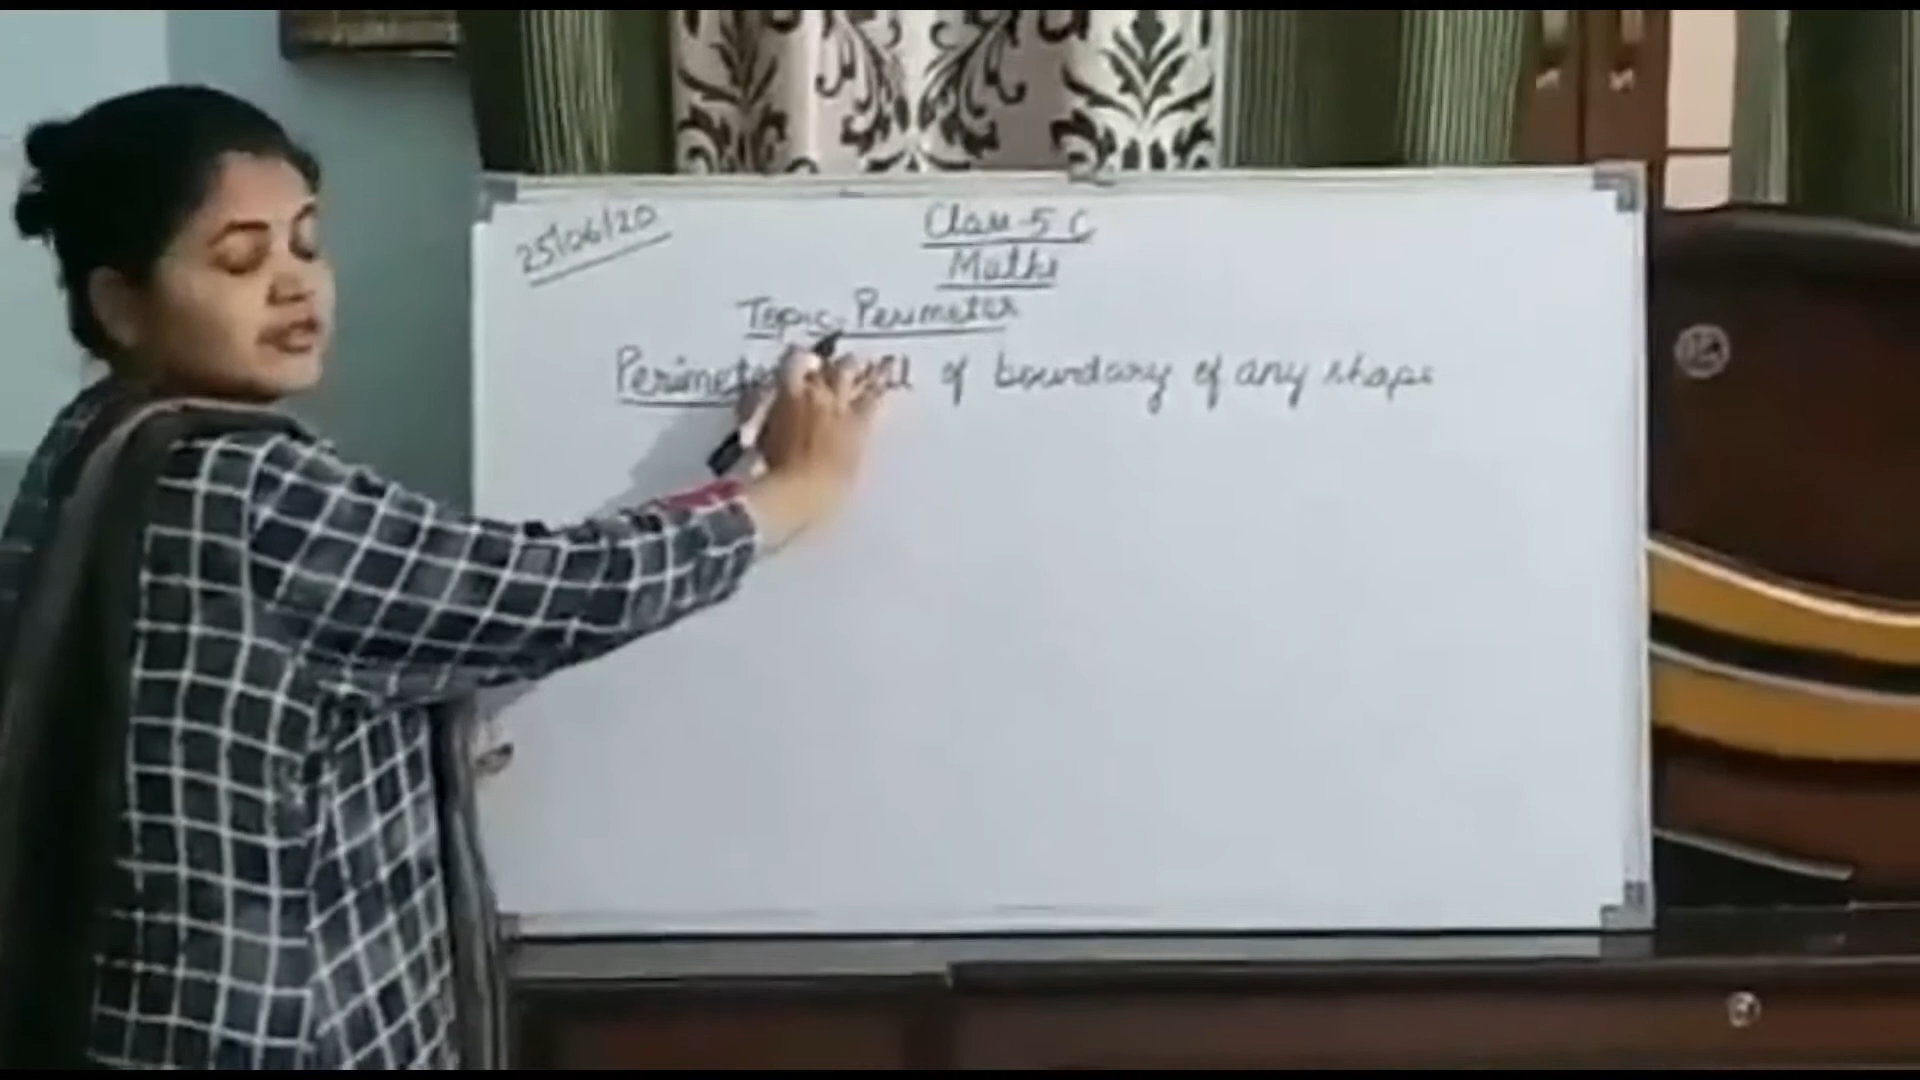 25/06/20
Class-5 C
Maths
Topic-Perimeter
Perimeter of boundary of any shape